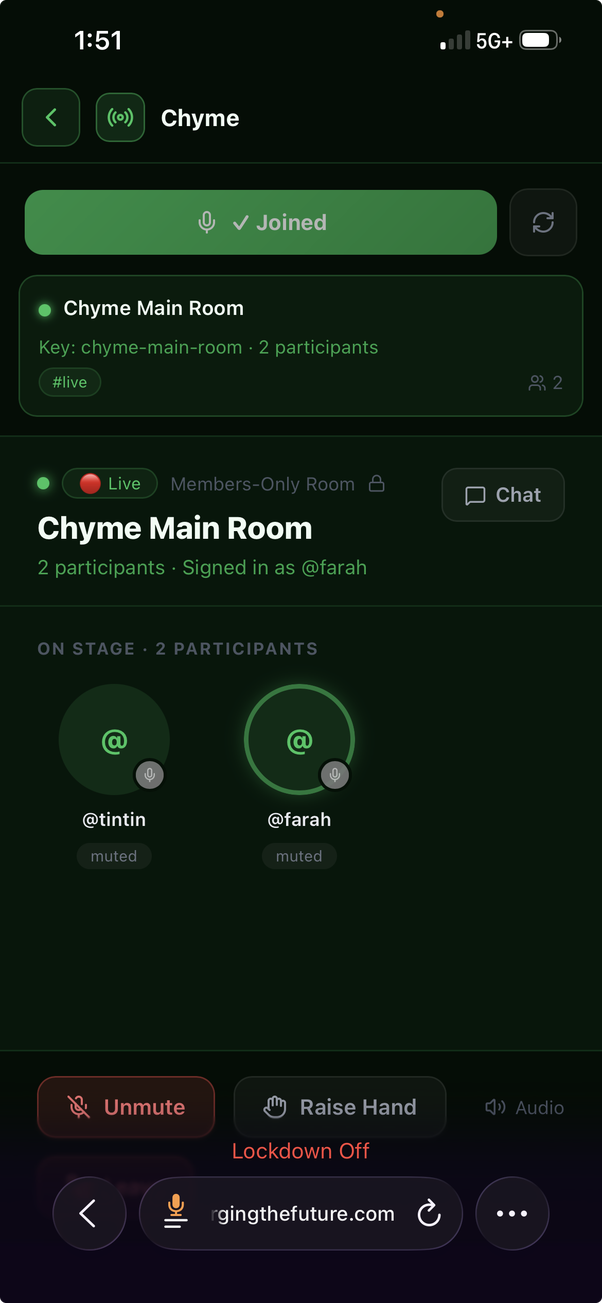 1:51
5G+
Chyme
✓ Joined
Chyme Main Room
Key: chyme-main-room · 2 participants
#live
2
Live
Members-Only Room
Chat
Chyme Main Room
2 participants · Signed in as @farah
ON STAGE · 2 PARTICIPANTS
@
@
@tintin
@farah
muted
muted
Unmute
Raise Hand
Audio
Lockdown Off
rgingthefuture.com